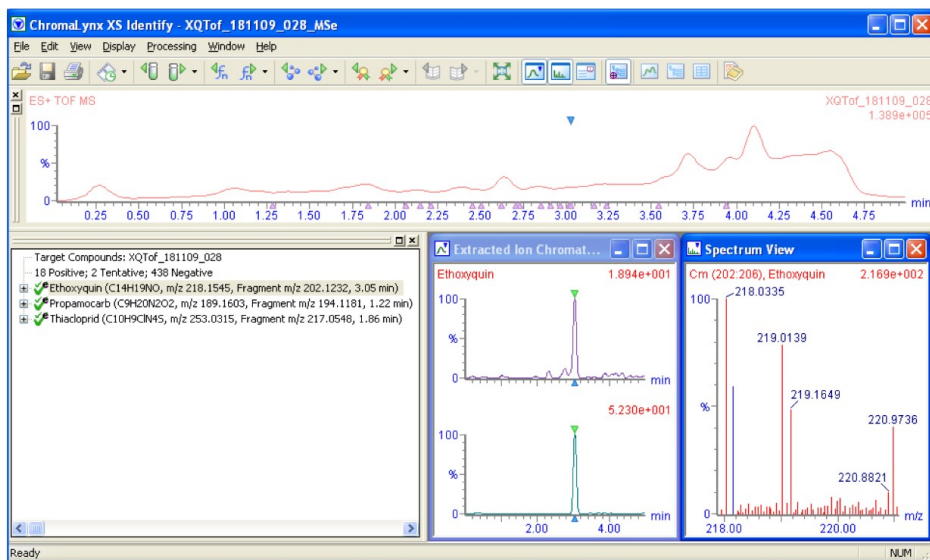 ChromaLynx XS Identify - XQTof_181109_028_MSe
File Edit View Display Processing Window Help
ES+ TOF MS
XQTof_181109_028
1.389e+005
100
%
0
0.25 0.50 0.75 1.00 1.25 1.50 1.75 2.00 2.25 2.50 2.75 3.00 3.25 3.50 3.75 4.00 4.25 4.50 4.75
min
Target Compounds: XQTof_181109_028
18 Positive; 2 Tentative; 438 Negative
Ethoxyquin (C14H19NO, m/z 218.1545, Fragment m/z 202.1232, 3.05 min)
Propamocarb (C9H20N2O2, m/z 189.1603, Fragment m/z 194.1181, 1.22 min)
Thiacloprid (C10H9ClN4S, m/z 253.0315, Fragment m/z 217.0548, 1.86 min)
Extracted Ion Chromat...
Ethoxyquin 1.894e+001
100
%
0
min
5.230e+001
100
%
0
min
2.00 4.00
Spectrum View
Cm (202:206), Ethoxyquin 2.169e+002
100
218.0335
219.0139
219.1649
%
220.9736
220.8821
0
m/z
218.00 220.00
Ready
NUM